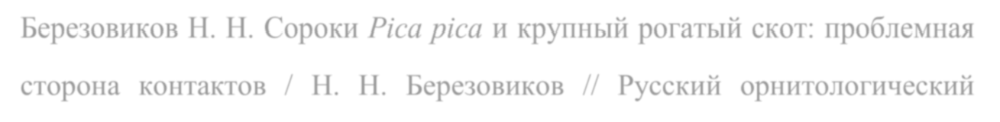 Березовиков Н. Н. Сороки Pica pica и крупный рогатый скот: проблемная
сторона контактов / Н. Н. Березовиков // Русский орнитологический